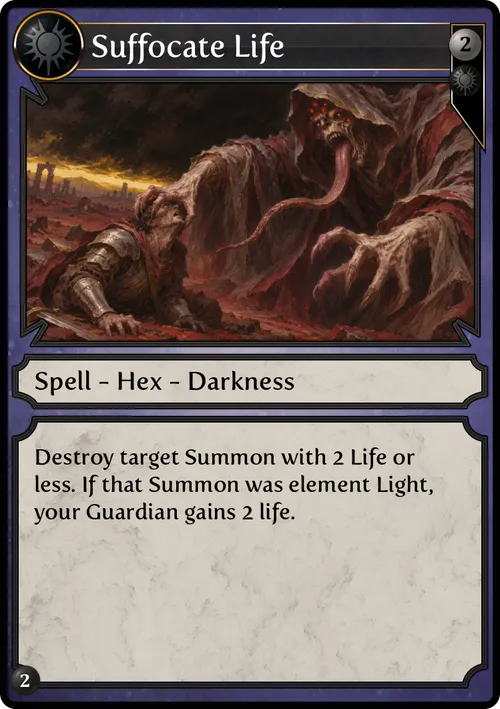 Suffocate Life
2
Spell - Hex - Darkness
Destroy target Summon with 2 Life or
less. If that Summon was element Light,
your Guardian gains 2 life.
2